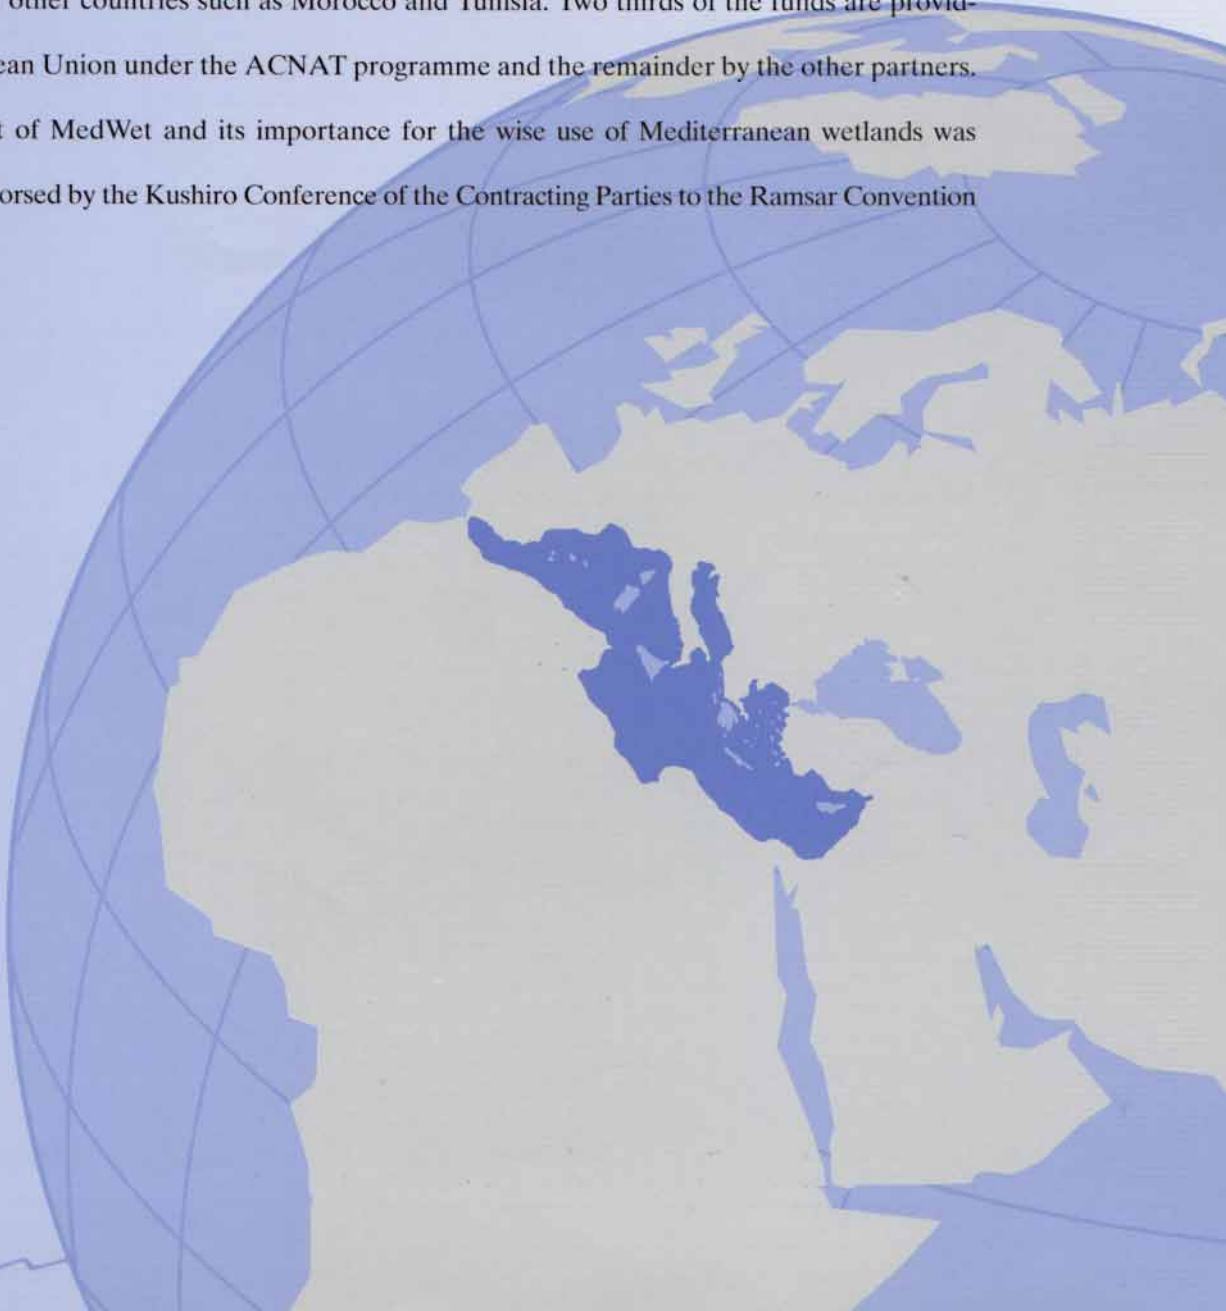 other countries such as Morocco and Tunisia. Two thirds of the funds are provid-
ean Union under the ACNAT programme and the remainder by the other partners.
of MedWet and its importance for the wise use of Mediterranean wetlands was
orsed by the Kushiro Conference of the Contracting Parties to the Ramsar Convention